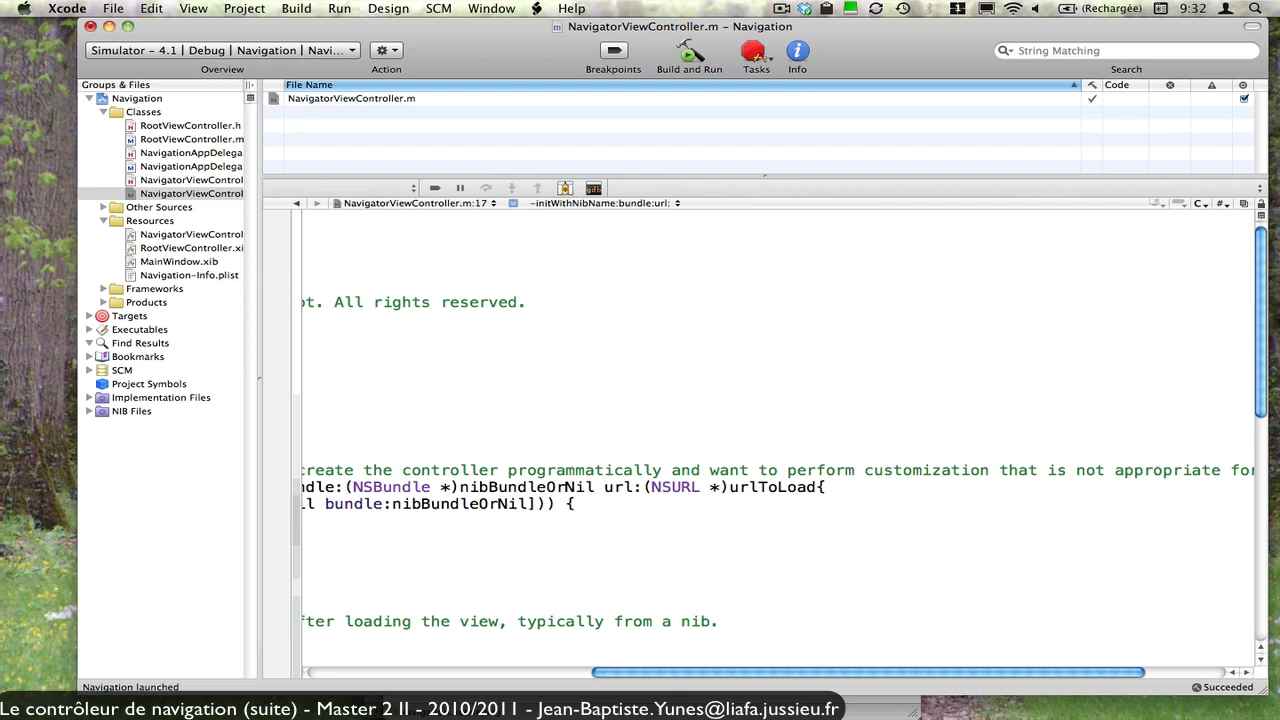 Xcode File Edit View Project Build Run Design SCM Window Help (Rechargée) 9:32
NavigatorViewController.m - Navigation
Simulator - 4.1 | Debug | Navigation | Navi...
String Matching
Overview Action Breakpoints Build and Run Tasks Info Search
Groups & Files
File Name Code
Navigation
NavigatorViewController.m
Classes
RootViewController.h
RootViewController.m
NavigationAppDelega
NavigationAppDelega
NavigatorViewControl
NavigatorViewControl
Other Sources
Resources
NavigatorViewControl
RootViewController.xi
MainWindow.xib
Navigation-Info.plist
Frameworks
Products
Targets
Executables
Find Results
Bookmarks
SCM
Project Symbols
Implementation Files
NIB Files
gdb
NavigatorViewController.m:17 -initWithNibName:bundle:url: C #
pt. All rights reserved.
create the controller programmatically and want to perform customization that is not appropriate for
ndle:(NSBundle *)nibBundleOrNil url:(NSURL *)urlToLoad{
ll bundle:nibBundleOrNil])) {
fter loading the view, typically from a nib.
Navigation launched
Succeeded
Le contrôleur de navigation (suite) - Master 2 II - 2010/2011 - Jean-Baptiste.Yunes@liafa.jussieu.fr